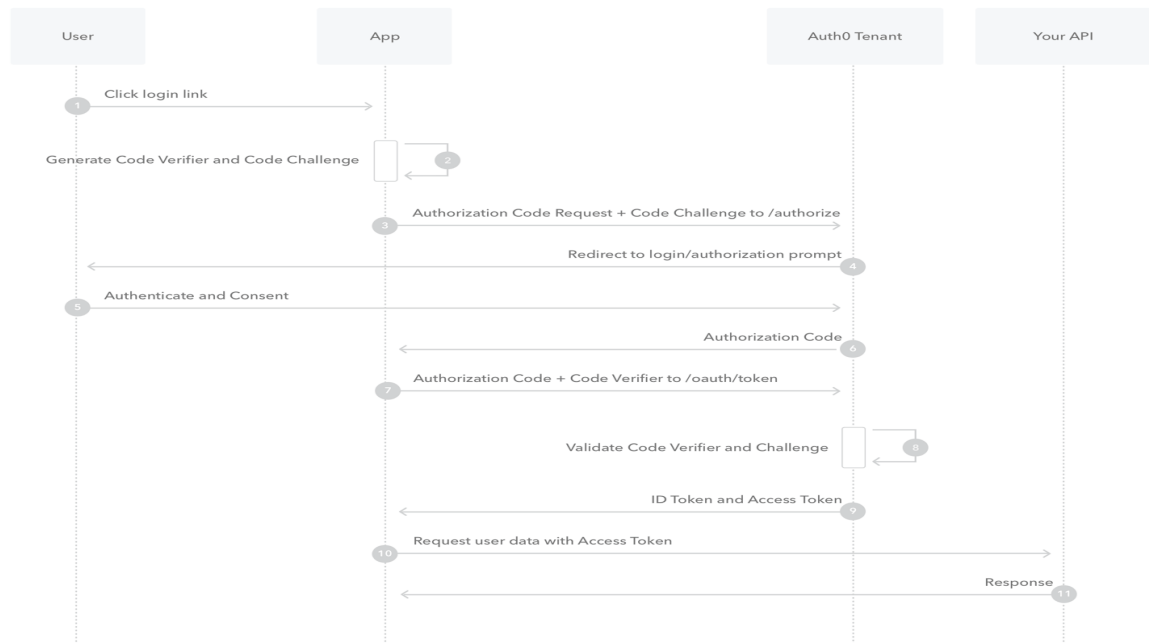 User
App
Auth0 Tenant
Your API
Click login link
1
Generate Code Verifier and Code Challenge
2
Authorization Code Request + Code Challenge to /authorize
3
Redirect to login/authorization prompt
4
Authenticate and Consent
5
Authorization Code
6
Authorization Code + Code Verifier to /oauth/token
7
Validate Code Verifier and Challenge
8
ID Token and Access Token
9
Request user data with Access Token
10
Response
11